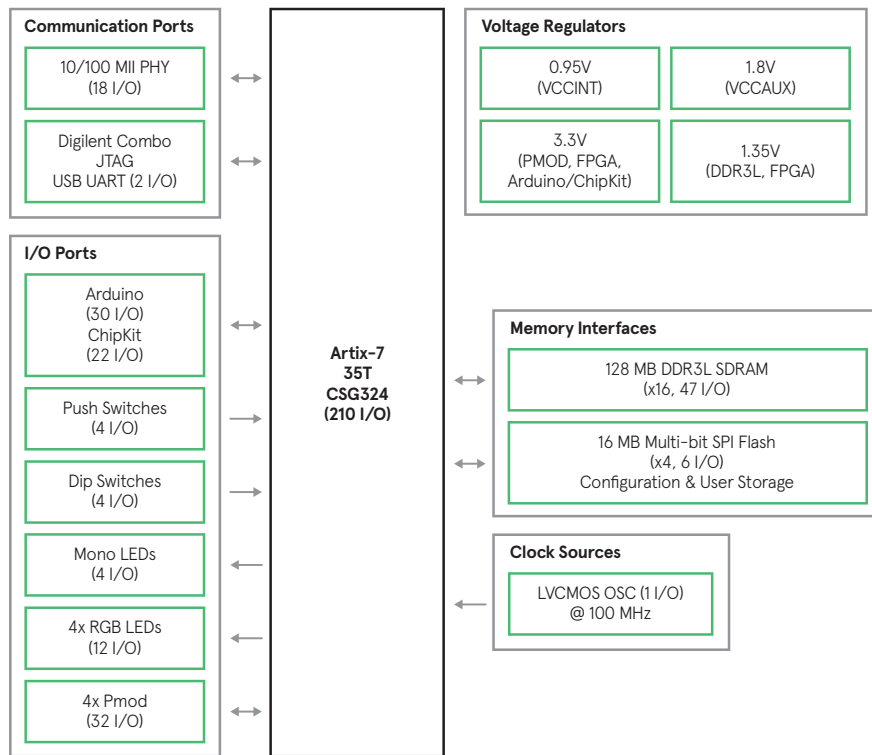 Communication Ports
10/100 MII PHY
(18 I/O)
Digilent Combo
JTAG
USB UART (2 I/O)
I/O Ports
Arduino
(30 I/O)
ChipKit
(22 I/O)
Push Switches
(4 I/O)
Dip Switches
(4 I/O)
Mono LEDs
(4 I/O)
4x RGB LEDs
(12 I/O)
4x Pmod
(32 I/O)
Artix-7
35T
CSG324
(210 I/O)
Voltage Regulators
0.95V
(VCCINT)
1.8V
(VCCAUX)
3.3V
(PMOD, FPGA,
Arduino/ChipKit)
1.35V
(DDR3L, FPGA)
Memory Interfaces
128 MB DDR3L SDRAM
(x16, 47 I/O)
16 MB Multi-bit SPI Flash
(x4, 6 I/O)
Configuration & User Storage
Clock Sources
LVCMOS OSC (1 I/O)
@ 100 MHz